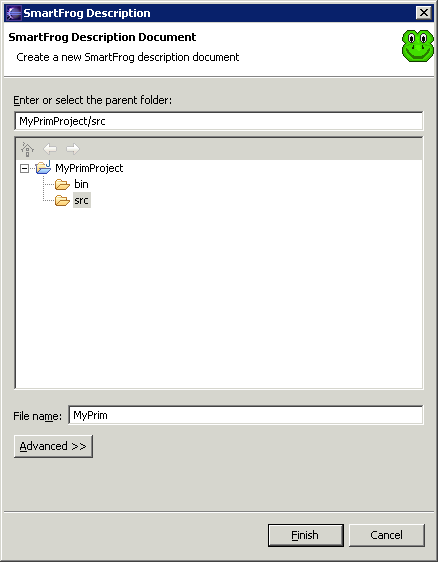 SmartFrog Description
SmartFrog Description Document
Create a new SmartFrog description document
Enter or select the parent folder:
MyPrimProject/src
MyPrimProject
bin
src
File name: MyPrim
Advanced >>
Finish Cancel